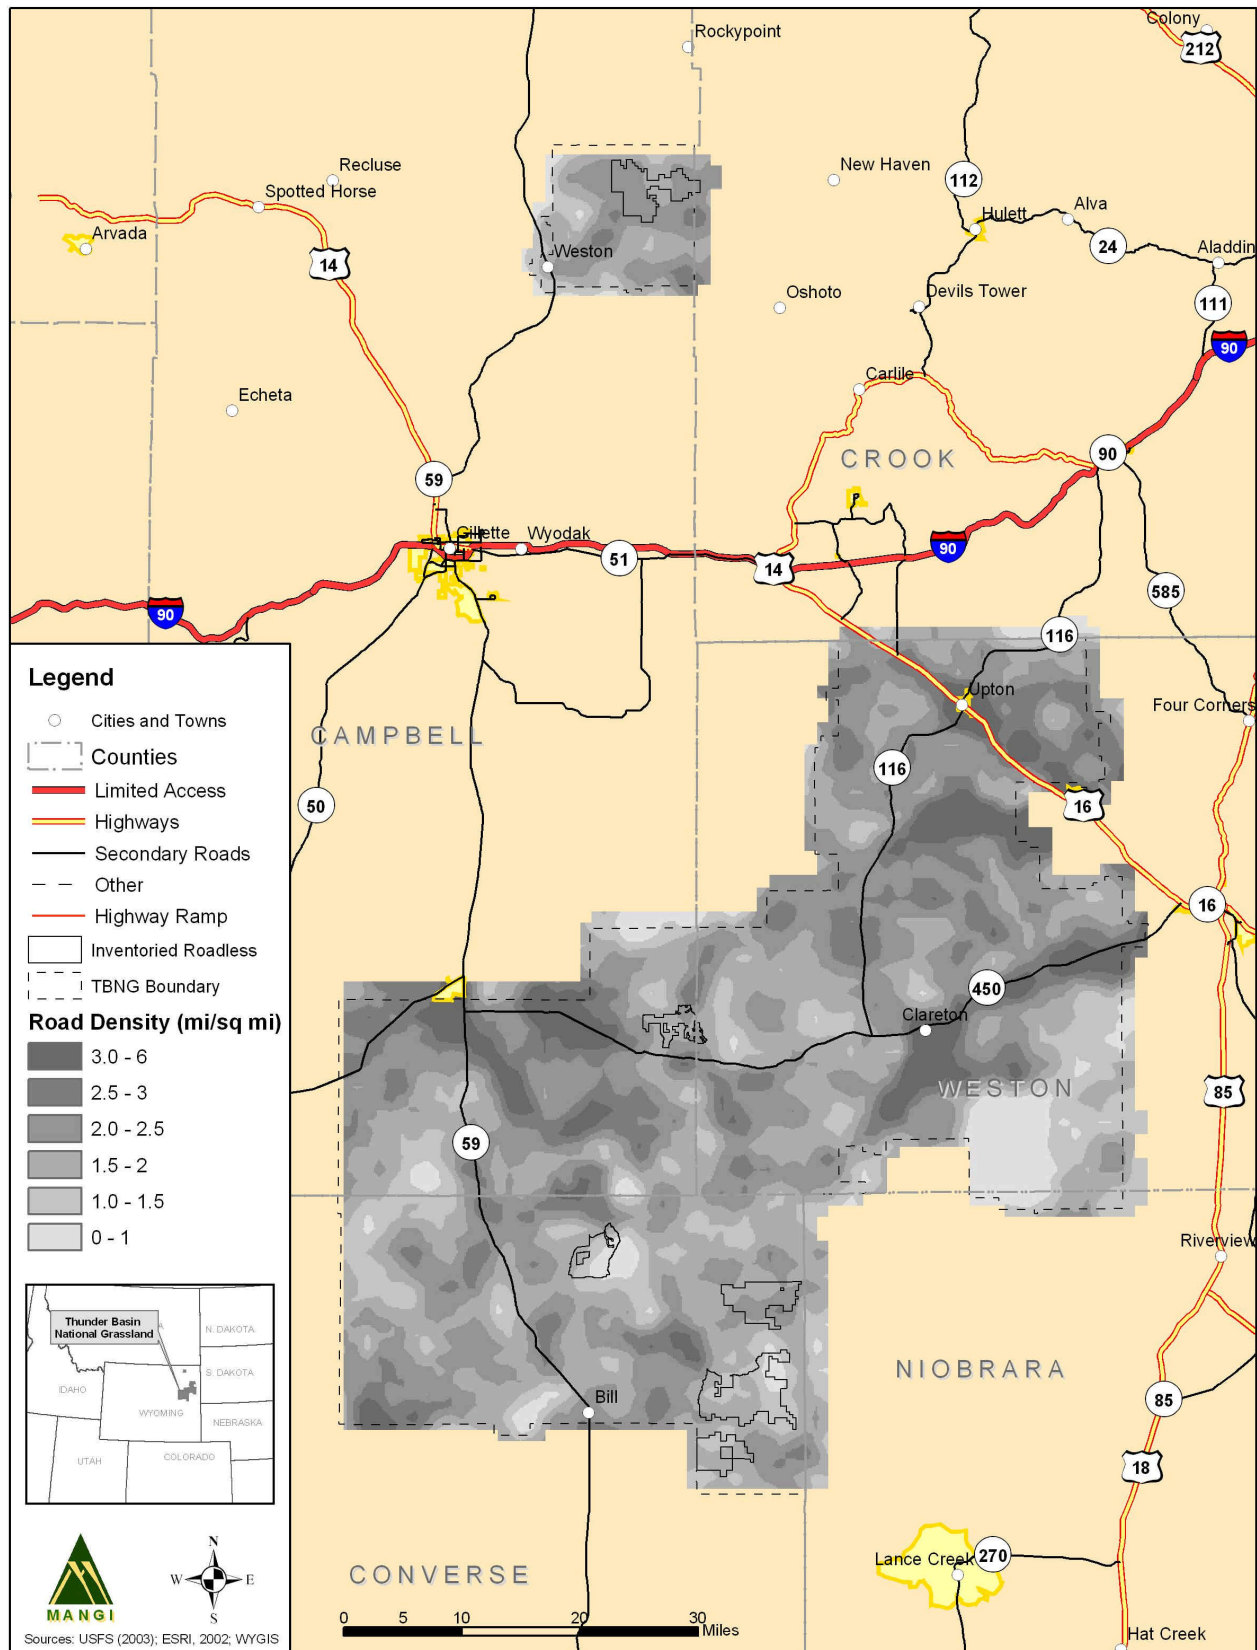 Colony
212
Rockypoint
Recluse
New Haven
112
Spotted Horse
Alva
Hulett
Arvada
24
Aladdin
14
Weston
Oshoto
Devils Tower
111
90
Carlile
Echeta
CROOK
90
59
Gillette
Wyodak
51
90
14
585
90
116
Upton
Four Corners
CAMPBELL
116
50
16
16
450
Clareton
WESTON
85
59
Riverview
NIOBRARA
Bill
85
18
Lance Creek
270
CONVERSE
Hat Creek
Legend
Cities and Towns
Counties
Limited Access
Highways
Secondary Roads
Other
Highway Ramp
Inventoried Roadless
TBNG Boundary
Road Density (mi/sq mi)
3.0 - 6
2.5 - 3
2.0 - 2.5
1.5 - 2
1.0 - 1.5
0 - 1
Thunder Basin
National Grassland
A
N. DAKOTA
S. DAKOTA
IDAHO
WYOMING
NEBRASKA
UTAH
COLORADO
MANGI
N
W
E
S
0 5 10 20 30
Miles
Sources: USFS (2003); ESRI, 2002; WYGIS